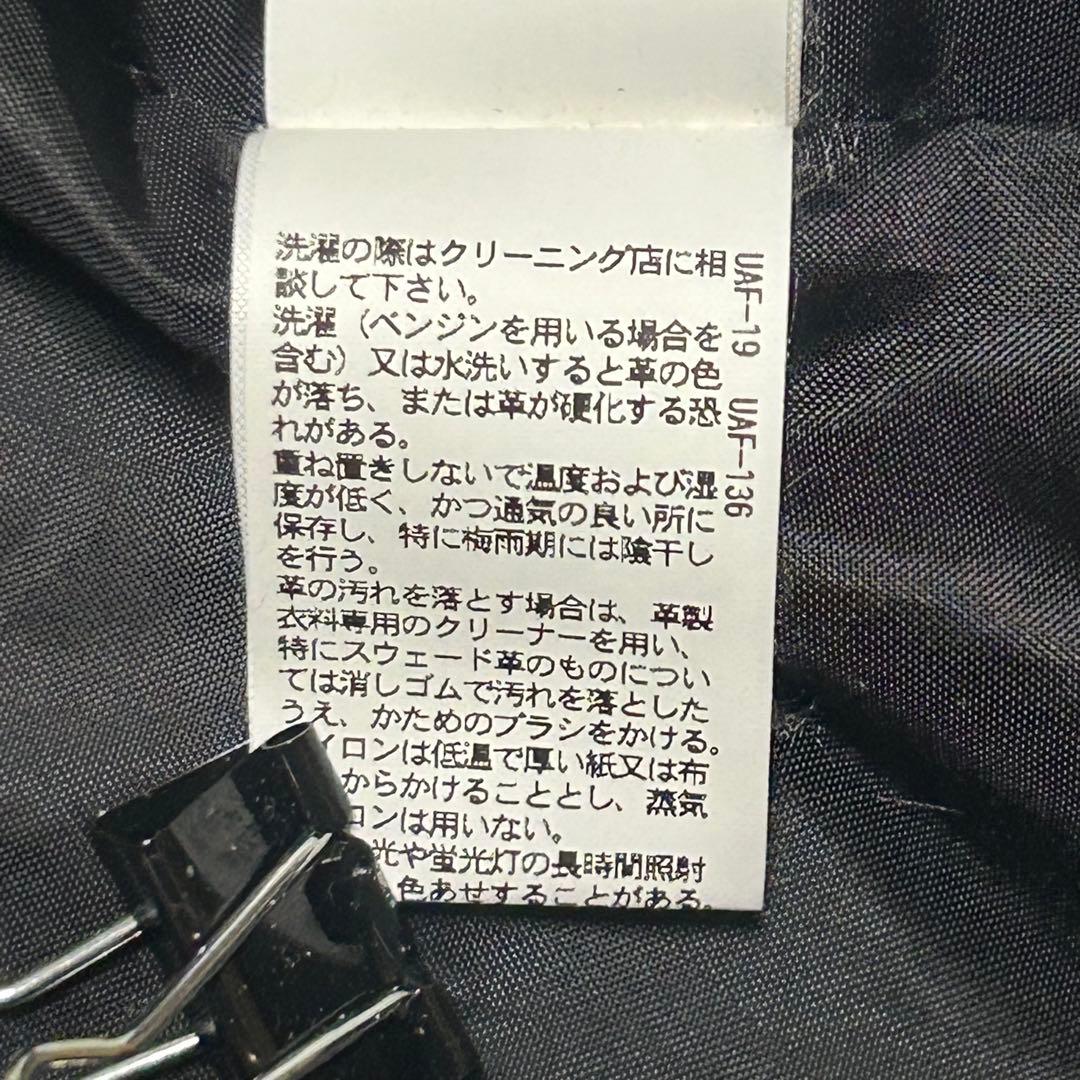 洗濯の際はクリーニング店に相
談して下さい。
洗濯（ベンジンを用いる場合を
含む）又は水洗いすると革の色
が落ち、または革が硬化する恐
れがある。
重ね置きしないで温度および湿
度が低く、かつ通気の良い所に
保存し、特に梅雨期には陰干し
を行う。
革の汚れを落とす場合は、革製
衣料専用のクリーナーを用い、
特にスウェード革のものについ
ては消しゴムで汚れを落とした
うえ、かためのブラシをかける。
イロンは低温で厚い紙又は布
からかけることとし、蒸気
ロンは用いない。
光や蛍光灯の長時間照射
色あせすることがある。
UAF-19 UAF-136